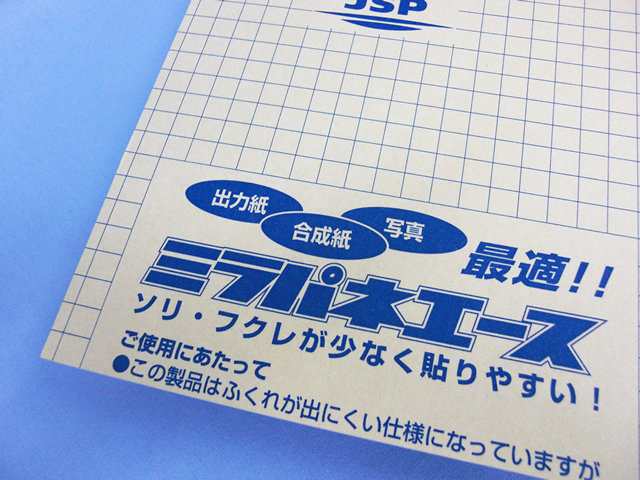 JSP
出力紙
合成紙
写真
最適!!
ミラパネエース
ソリ・フクレが少なく貼りやすい！
ご使用にあたって
●この製品はふくれが出にくい仕様になっていますが